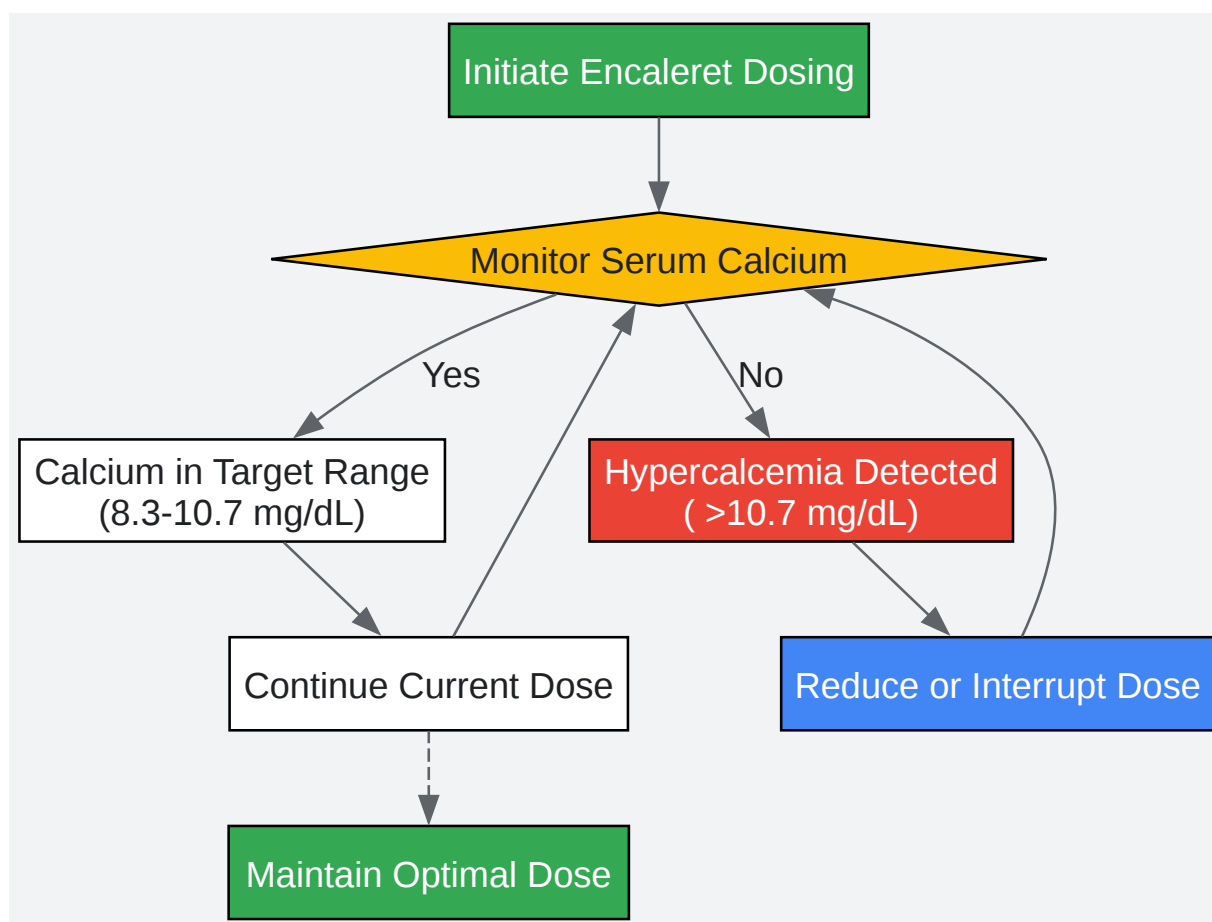 Initiate Encaleret Dosing
Monitor Serum Calcium
Yes
No
Calcium in Target Range
(8.3-10.7 mg/dL)
Hypercalcemia Detected
( >10.7 mg/dL)
Continue Current Dose
Reduce or Interrupt Dose
Maintain Optimal Dose